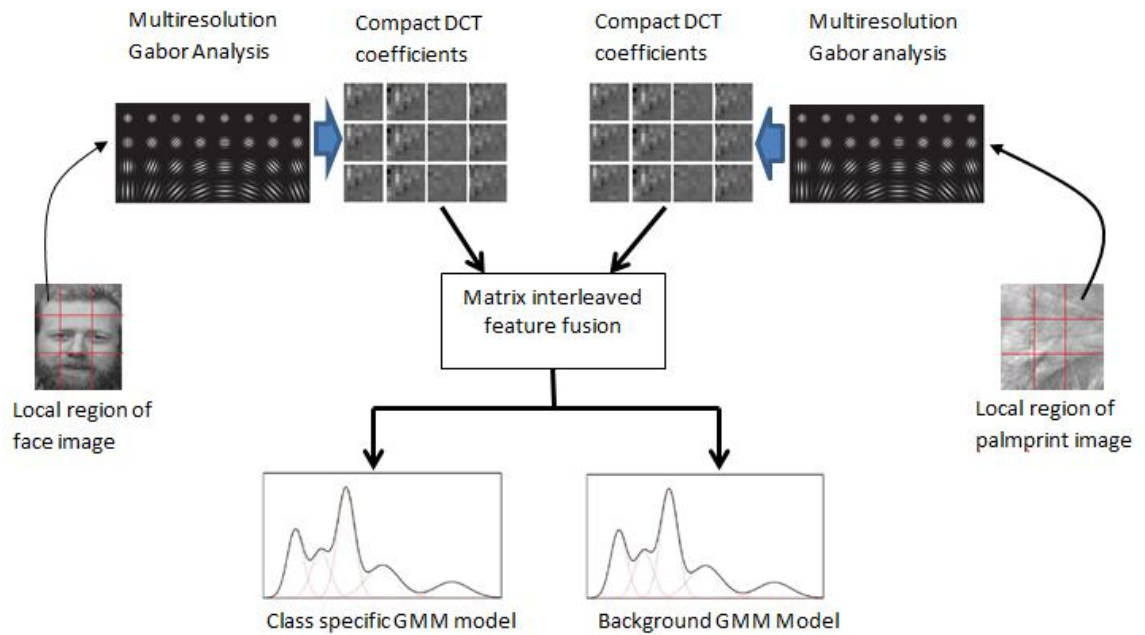 Multiresolution
Gabor Analysis
Compact DCT
coefficients
Compact DCT
coefficients
Multiresolution
Gabor analysis
Matrix interleaved
feature fusion
Local region of
face image
Local region of
palmprint image
Class specific GMM model
Background GMM Model